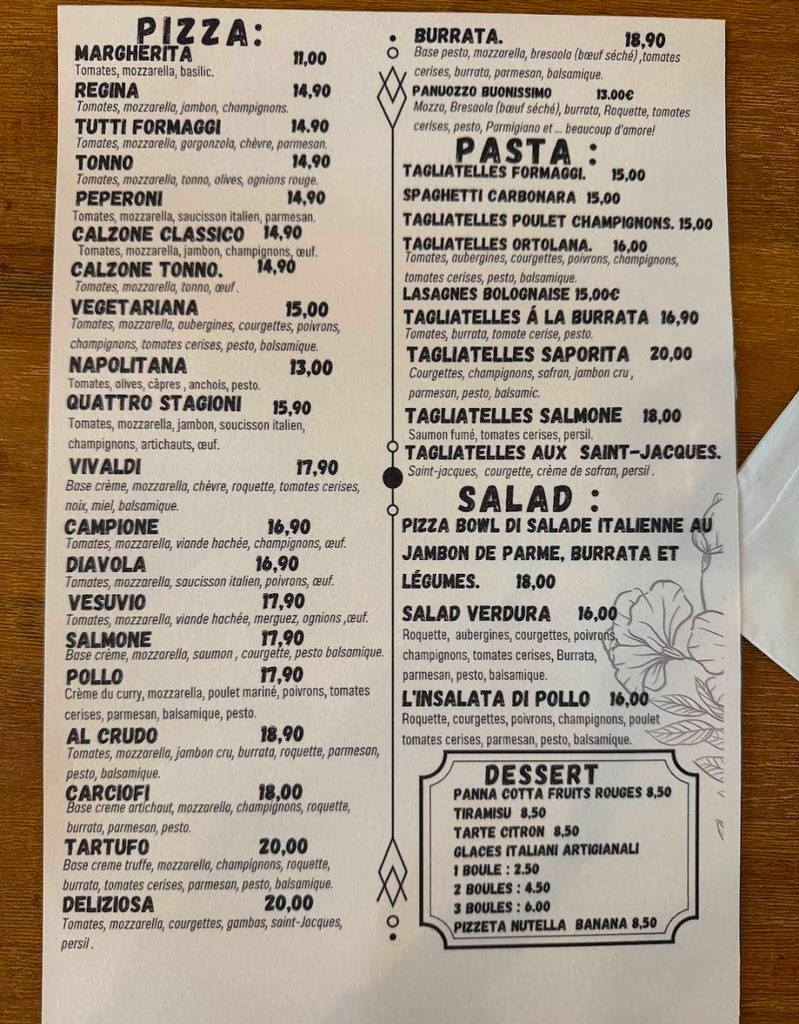 PIZZA:
MARGHERITA 11,00
Tomates, mozzarella, basilic.
REGINA 14,90
Tomates, mozzarella, jambon, champignons.
TUTTI FORMAGGI 14,90
Tomates, mozzarella, gorgonzola, chèvre, parmesan.
TONNO 14,90
Tomates, mozzarella, tonno, olives, ognions rouge.
PEPERONI 14,90
Tomates, mozzarella, saucisson italien, parmesan.
CALZONE CLASSICO 14,90
Tomates, mozzarella, jambon, champignons, œuf.
CALZONE TONNO. 14,90
Tomates, mozzarella, tonno, œuf.
VEGETARIANA 15,00
Tomates, mozzarella, aubergines, courgettes, poivrons,
champignons, tomates cerises, pesto, balsamique.
NAPOLITANA 13,00
Tomates, olives, câpres , anchois, pesto.
QUATTRO STAGIONI 15,90
Tomates, mozzarella, jambon, soucisson italien,
champignons, artichauts, œuf.
VIVALDI 17,90
Base crème, mozzarella, chèvre, roquette, tomates cerises,
noix, miel, balsamique.
CAMPIONE 16,90
Tomates, mozzarella, viande hachée, champignons, œuf.
DIAVOLA 16,90
Tomates, mozzarella, saucisson italien, poivrons, œuf.
VESUVIO 17,90
Tomates, mozzarella, viande hachée, merguez, ognions ,œuf.
SALMONE 17,90
Base crème, mozzarella, saumon , courgette, pesto balsamique.
POLLO 17,90
Crème du curry, mozzarella, poulet mariné, poivrons, tomates
cerises, parmesan, balsamique, pesto.
AL CRUDO 18,90
Tomates, mozzarella, jambon cru, burrata, roquette, parmesan,
pesto, balsamique.
CARCIOFI 18,00
Base creme artichaut, mozzarella, champignons, roquette,
burrata, parmesan, pesto.
TARTUFO 20,00
Base creme truffe, mozzarella, champignons, roquette,
burrata, tomates cerises, parmesan, pesto, balsamique.
DELIZIOSA 20,00
Tomates, mozzarella, courgettes, gambas, saint-Jacques,
persil .
BURRATA. 18,90
Base pesto, mozzarella, bresaola (bœuf séché) ,tomates
cerises, burrata, parmesan, balsamique.
PANUOZZO BUONISSIMO 13.00€
Mozza, Bresaola (bœuf séché), burrata, Roquette, tomates
cerises, pesto, Parmigiano et ... beaucoup d'amore!
PASTA :
TAGLIATELLES FORMAGGI. 15,00
SPAGHETTI CARBONARA 15,00
TAGLIATELLES POULET CHAMPIGNONS. 15,00
TAGLIATELLES ORTOLANA. 16,00
Tomates, aubergines, courgettes, poivrons, champignons,
tomates cerises, pesto, balsamique.
LASAGNES BOLOGNAISE 15,00€
TAGLIATELLES Á LA BURRATA 16,90
Tomates, burrata, tomate cerise, pesto.
TAGLIATELLES SAPORITA 20,00
Courgettes, champignons, safran, jambon cru ,
parmesan, pesto, balsamic.
TAGLIATELLES SALMONE 18,00
Saumon fumé, tomates cerises, persil.
TAGLIATELLES AUX SAINT-JACQUES.
Saint-jacques, courgette, crème de safran, persil .
SALAD :
PIZZA BOWL DI SALADE ITALIENNE AU
JAMBON DE PARME, BURRATA ET
LÉGUMES. 18,00
SALAD VERDURA 16,00
Roquette, aubergines, courgettes, poivrons,
champignons, tomates cerises, Burrata,
parmesan, pesto, balsamique.
L'INSALATA DI POLLO 16,00
Roquette, courgettes, poivrons, champignons, poulet
tomates cerises, parmesan, pesto, balsamique.
DESSERT
PANNA COTTA FRUITS ROUGES 8,50
TIRAMISU 8,50
TARTE CITRON 8,50
GLACES ITALIANI ARTIGIANALI
1 BOULE : 2.50
2 BOULES : 4.50
3 BOULES : 6.00
PIZZETA NUTELLA BANANA 8,50